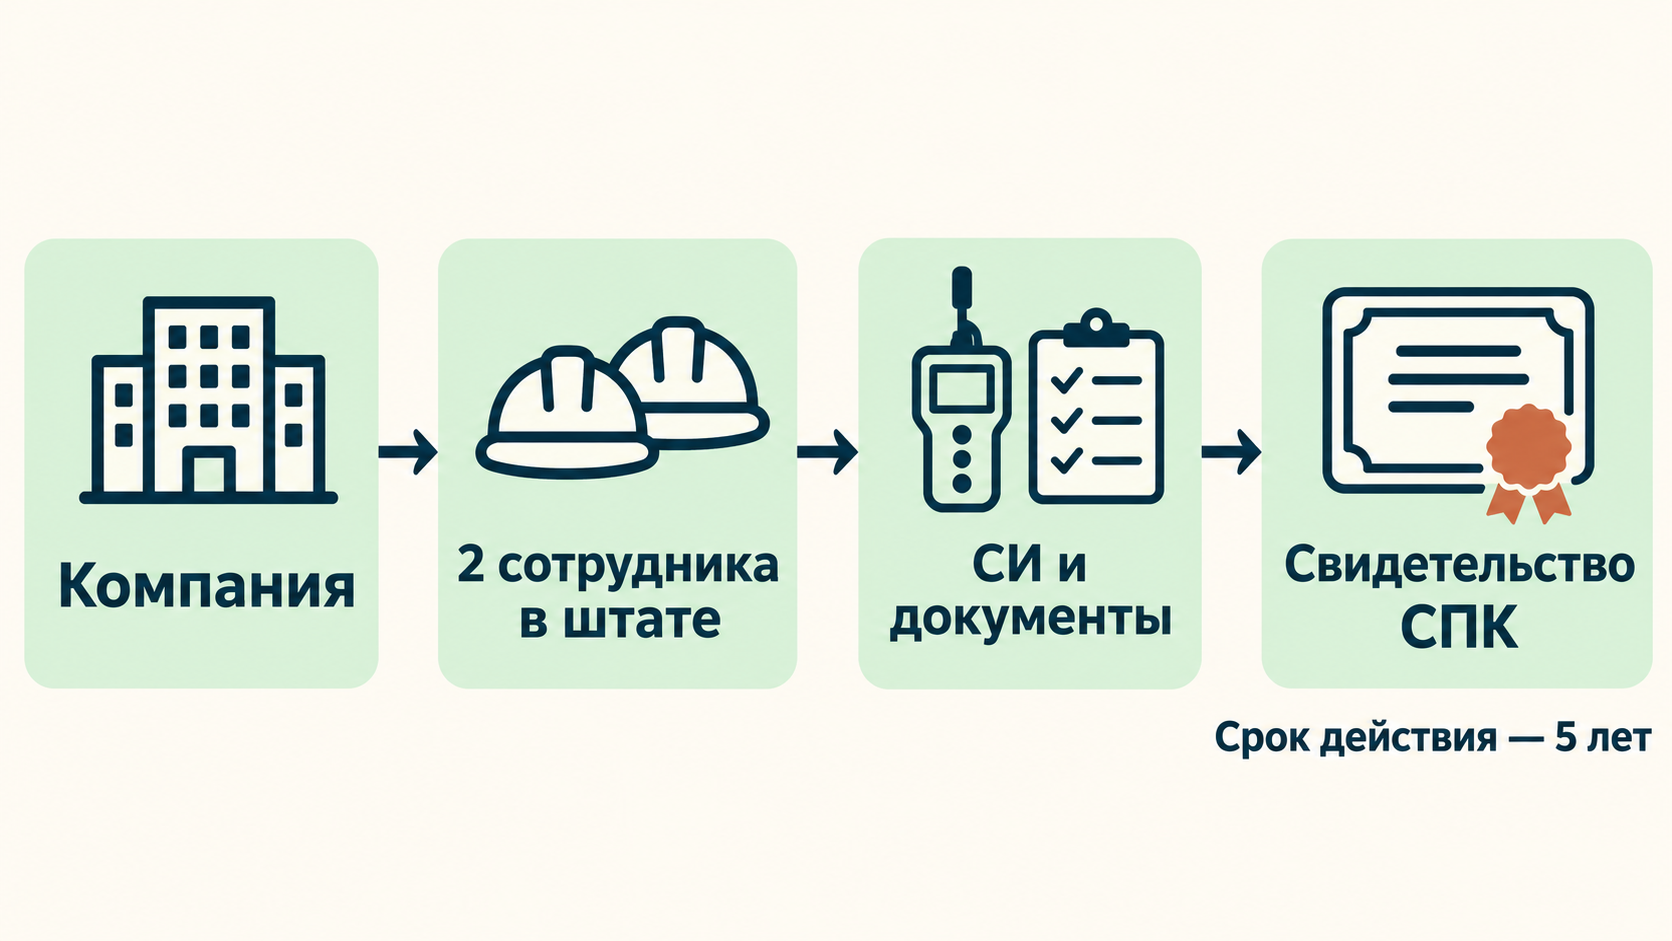 Компания
2 сотрудника
в штате
СИ и
документы
Свидетельство
СПК
Срок действия — 5 лет